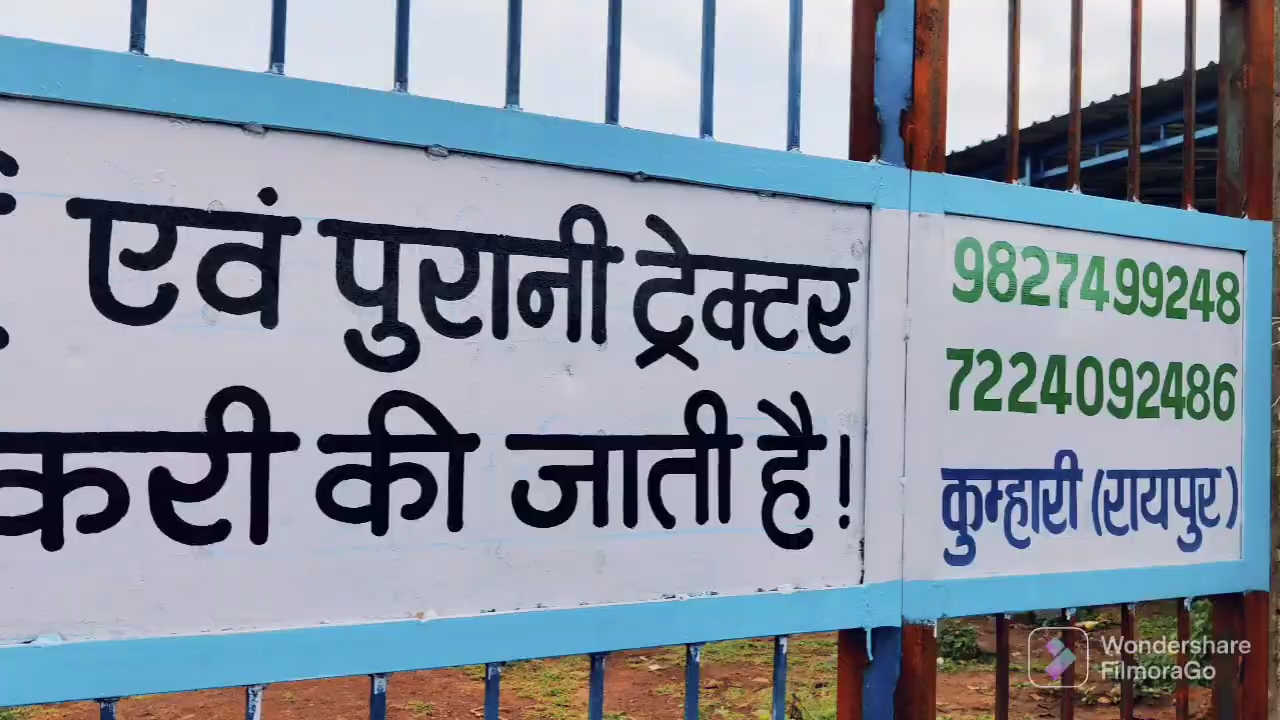 एवं पुरानी ट्रेक्टर
करी की जाती है!
9827499248
7224092486
कुम्हारी (रायपुर)
Wondershare
FilmoraGo